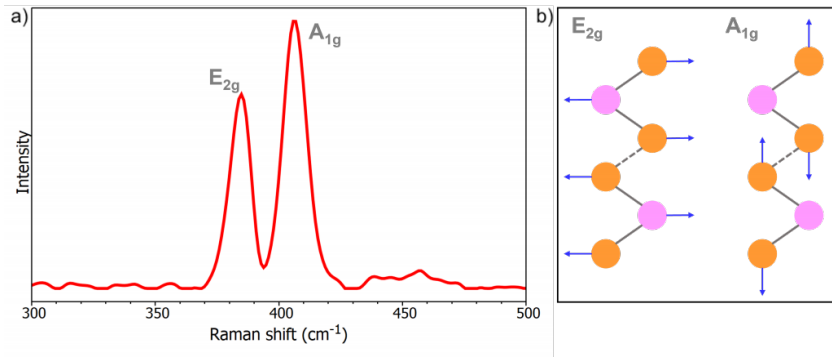 a)
E2g
A1g
Intensity
300
350
400
450
500
Raman shift (cm-1)
b)
E2g
A1g